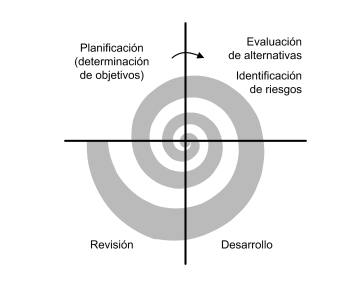 Planificación
(determinación
de objetivos)
Evaluación
de alternativas
Identificación
de riesgos
Revisión
Desarrollo